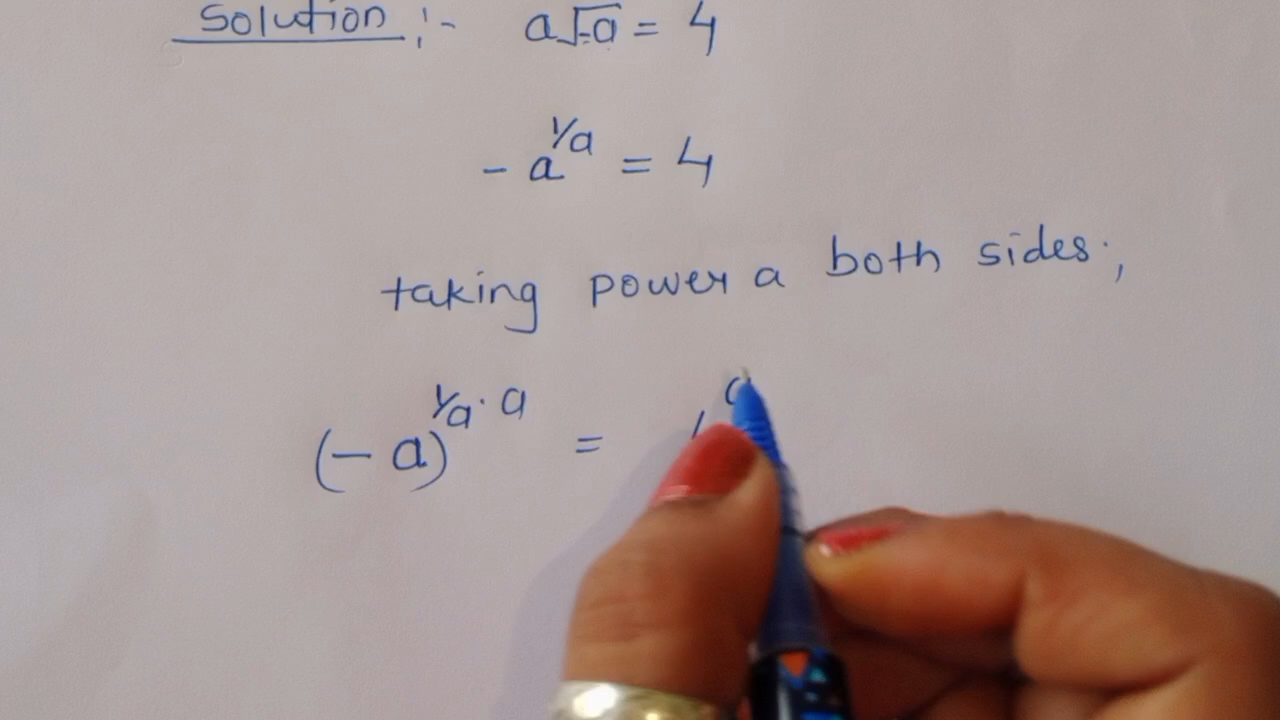 Solution :- a√-a = 4
- a^1/a = 4
taking power a both sides ;
(- a)^1/a · a =